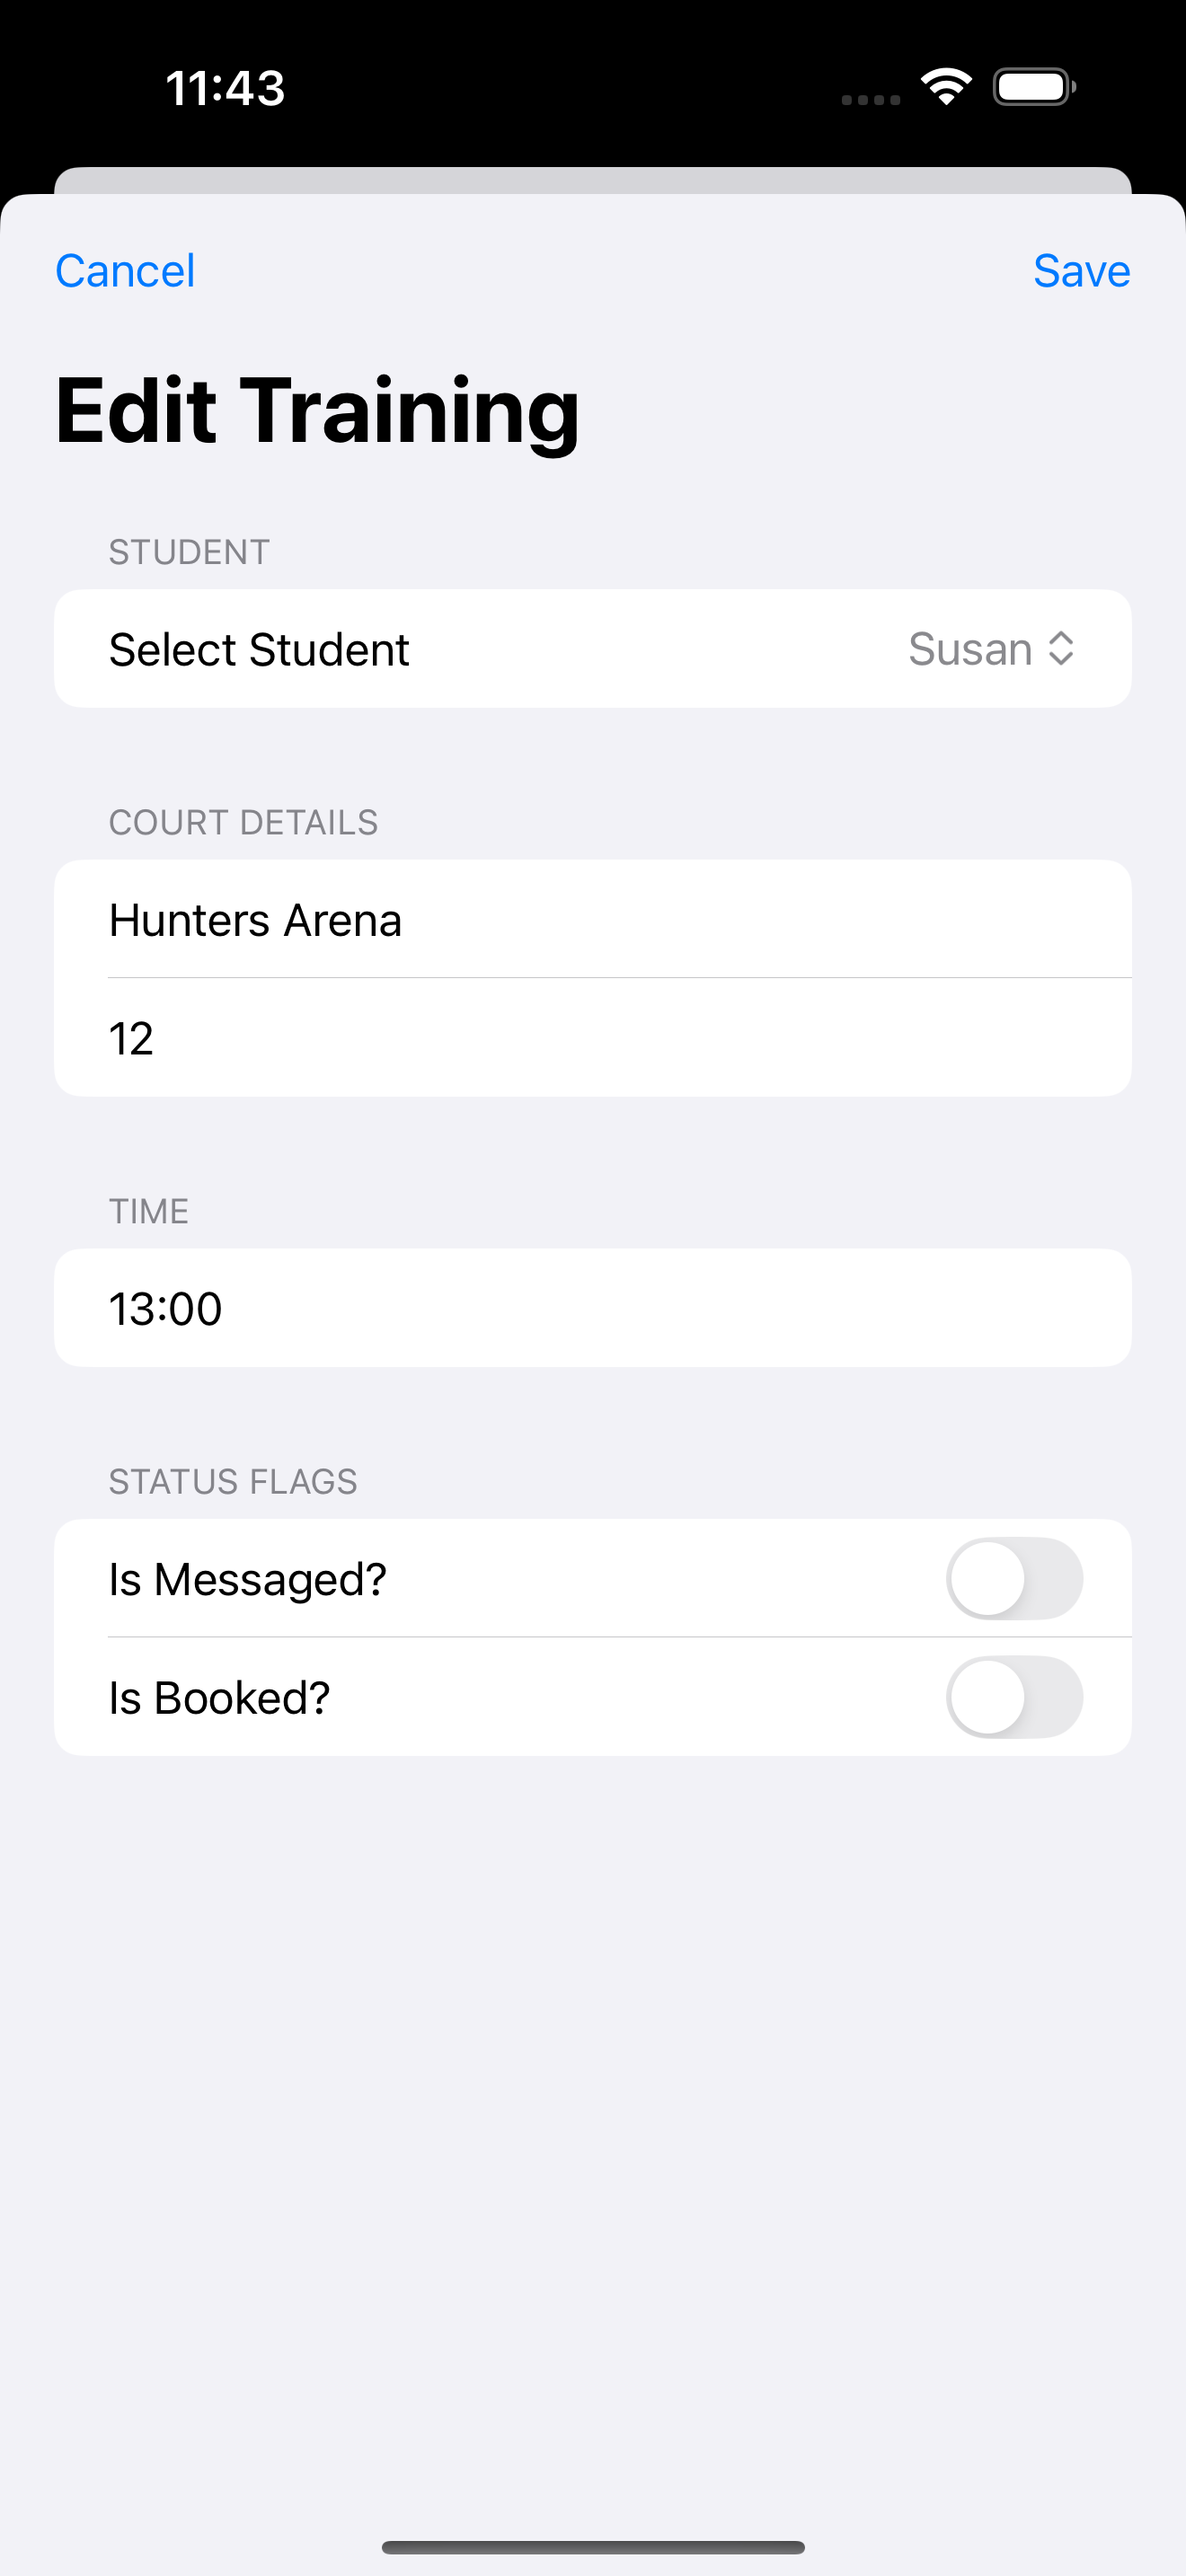 11:43
Cancel
Save
Edit Training
STUDENT
Select Student
Susan
COURT DETAILS
Hunters Arena
12
TIME
13:00
STATUS FLAGS
Is Messaged?
Is Booked?